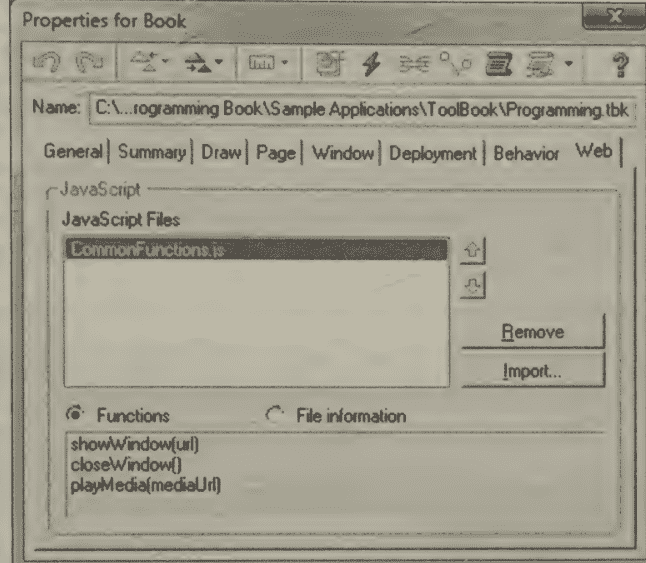 Properties for Book
Name: C:\...rogramming Book\Sample Applications\ToolBook\Programming.tbk
General Summary Draw Page Window Deployment Behavior Web
JavaScript
JavaScript Files
CommonFunctions.js
Remove
Import...
Functions File information
showWindow(url)
closeWindow()
playMedia(mediaUrl)